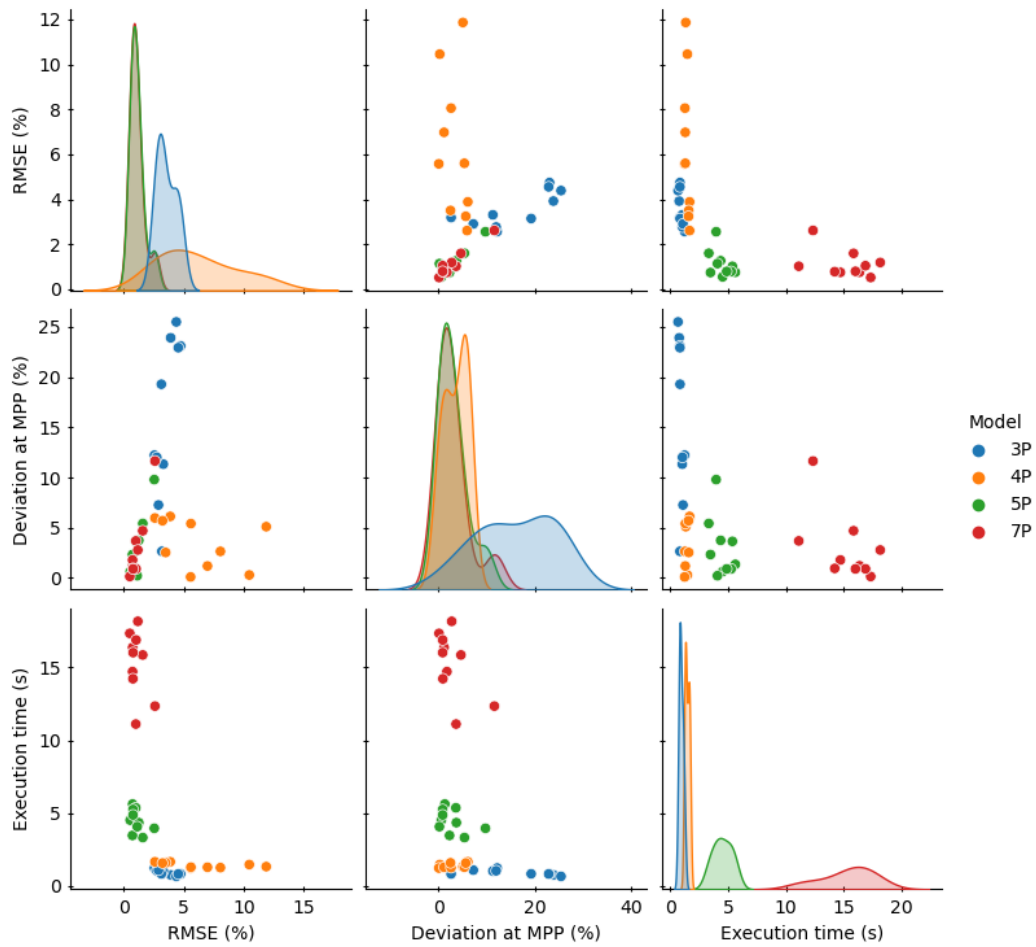 12
10
8
6
4
2
0
RMSE (%)
25
20
15
10
5
0
Deviation at MPP (%)
Model
3P
4P
5P
7P
15
10
5
0
Execution time (s)
0 5 10 15
0 20 40
0 5 10 15 20
RMSE (%) Deviation at MPP (%) Execution time (s)